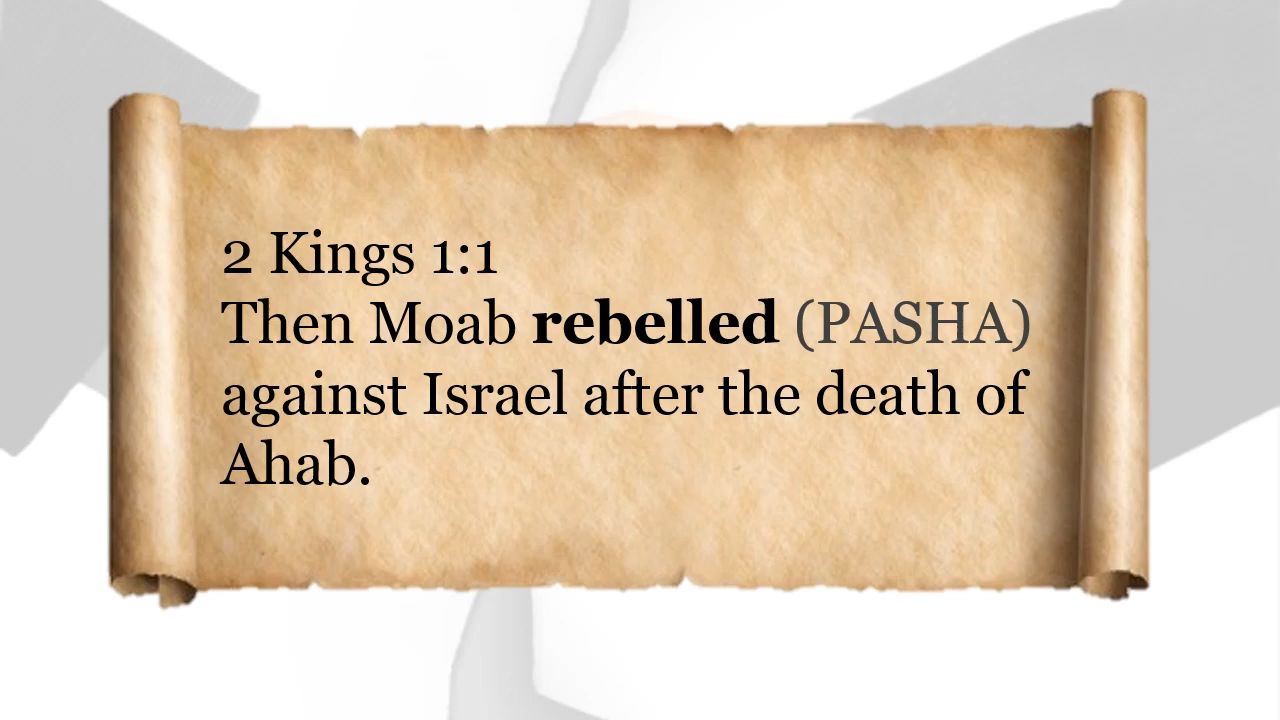 2 Kings 1:1
Then Moab rebelled (PASHA)
against Israel after the death of
Ahab.